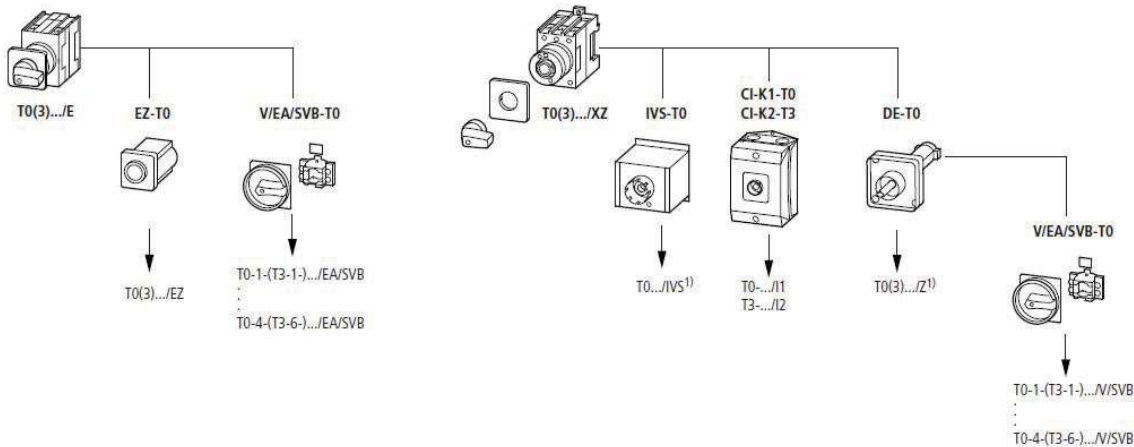 T0(3).../E
EZ-T0
V/EA/SVB-T0
T0(3).../EZ
T0-1-(T3-1-).../EA/SVB
.
.
.
T0-4-(T3-6-).../EA/SVB
T0(3).../XZ
IVS-T0
CI-K1-T0
CI-K2-T3
DE-T0
T0.../IVS¹⁾
T0-.../I1
T3-.../I2
T0(3).../Z¹⁾
V/EA/SVB-T0
T0-1-(T3-1-).../V/SVB
.
.
.
T0-4-(T3-6-).../V/SVB